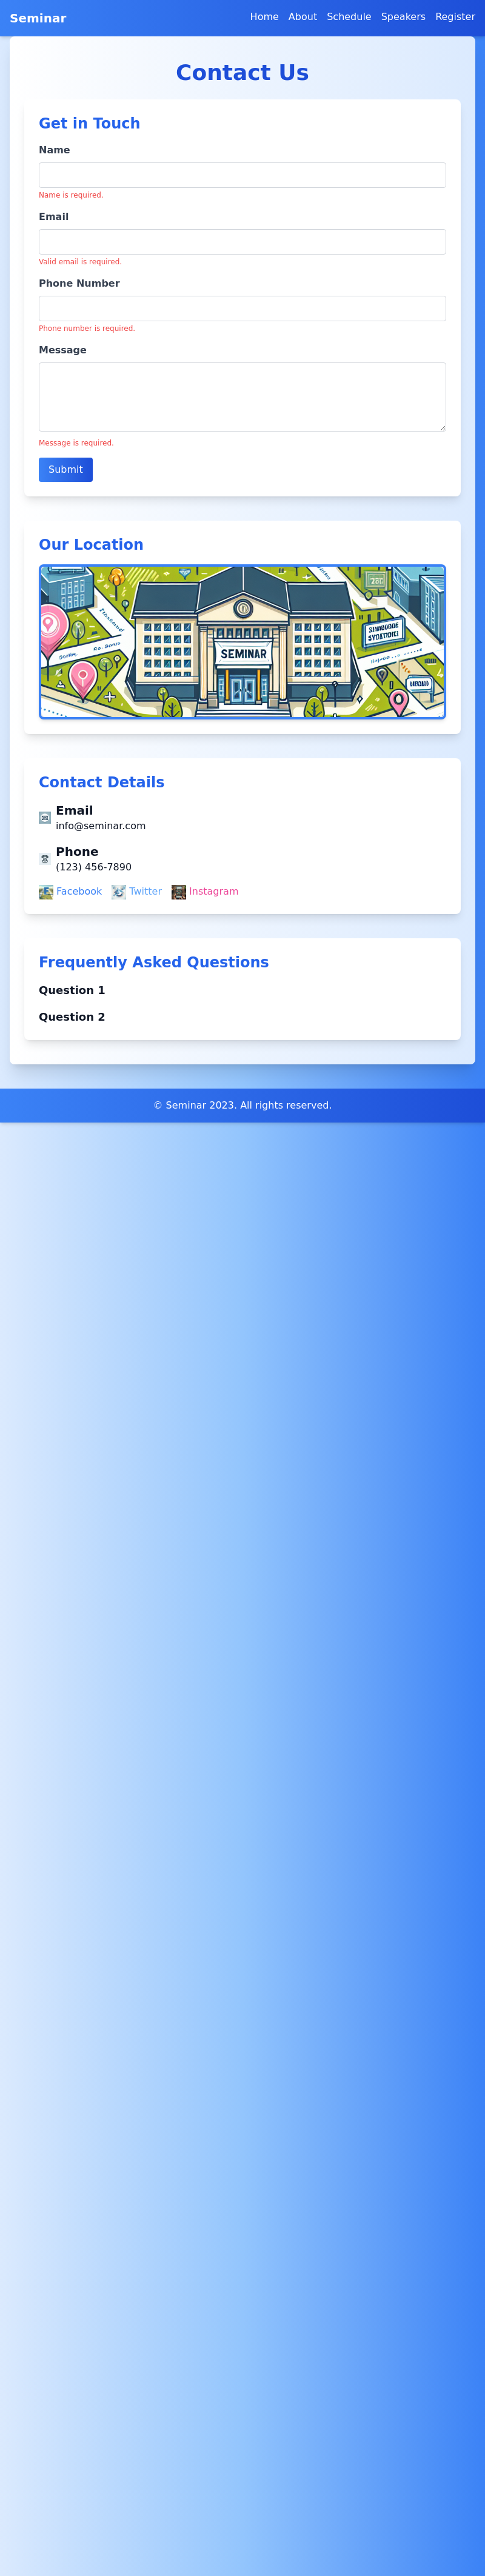 Seminar
Home About Schedule Speakers Register
Contact Us
Get in Touch
Name
Name is required.
Email
Valid email is required.
Phone Number
Phone number is required.
Message
Message is required.
Submit
Our Location
SEMINAR
Contact Details
Email
info@seminar.com
Phone
(123) 456-7890
Facebook Twitter Instagram
Frequently Asked Questions
Question 1
Question 2
© Seminar 2023. All rights reserved.